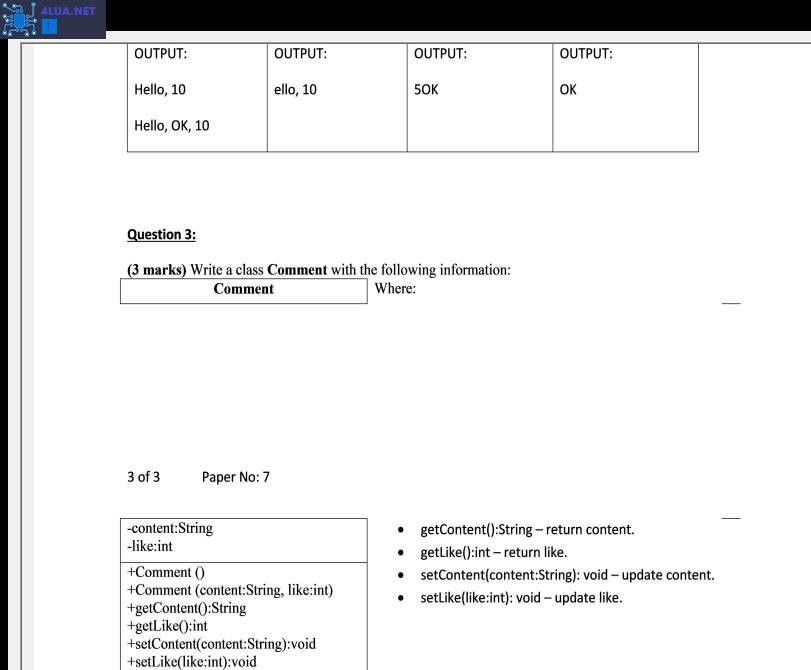 4LUA.NET
OUTPUT: OUTPUT: OUTPUT: OUTPUT:
Hello, 10 ello, 10 5OK OK
Hello, OK, 10
Question 3:
(3 marks) Write a class Comment with the following information:
Comment Where:
3 of 3 Paper No: 7
-content:String
-like:int
+Comment ()
+Comment (content:String, like:int)
+getContent():String
+getLike():int
+setContent(content:String):void
+setLike(like:int):void
• getContent():String – return content.
• getLike():int – return like.
• setContent(content:String): void – update content.
• setLike(like:int): void – update like.